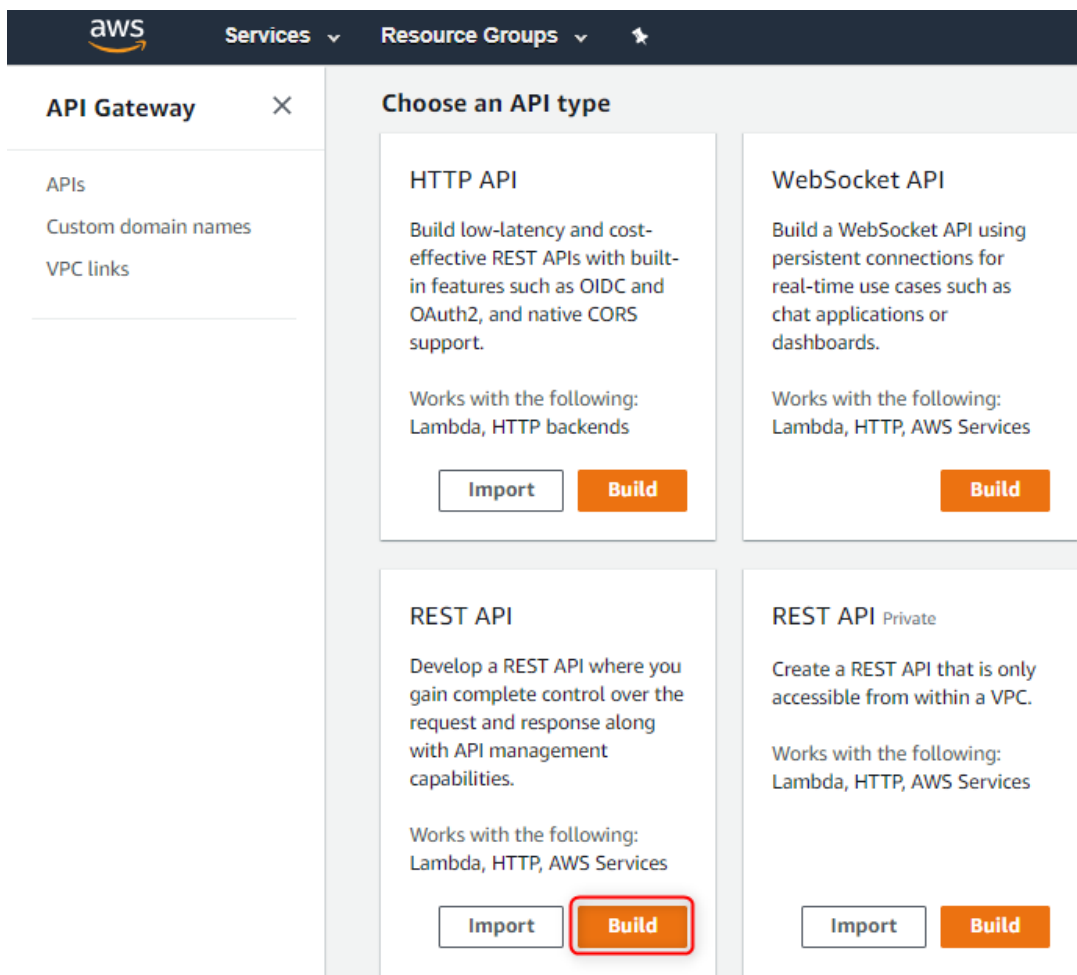 aws
Services
Resource Groups
API Gateway
APIs
Custom domain names
VPC links
Choose an API type
HTTP API
Build low-latency and cost-
effective REST APIs with built-
in features such as OIDC and
OAuth2, and native CORS
support.
Works with the following:
Lambda, HTTP backends
Import
Build
WebSocket API
Build a WebSocket API using
persistent connections for
real-time use cases such as
chat applications or
dashboards.
Works with the following:
Lambda, HTTP, AWS Services
Build
REST API
Develop a REST API where you
gain complete control over the
request and response along
with API management
capabilities.
Works with the following:
Lambda, HTTP, AWS Services
Import
Build
REST API Private
Create a REST API that is only
accessible from within a VPC.
Works with the following:
Lambda, HTTP, AWS Services
Import
Build